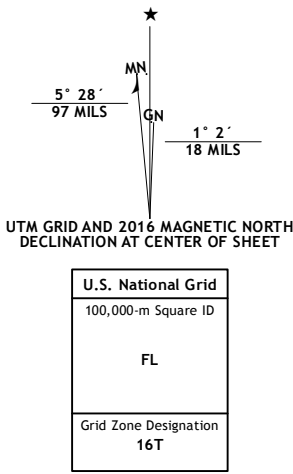 ★
MN
GN
5° 28´
97 MILS
1° 2´
18 MILS
UTM GRID AND 2016 MAGNETIC NORTH
DECLINATION AT CENTER OF SHEET
U.S. National Grid
100,000-m Square ID
FL
Grid Zone Designation
16T